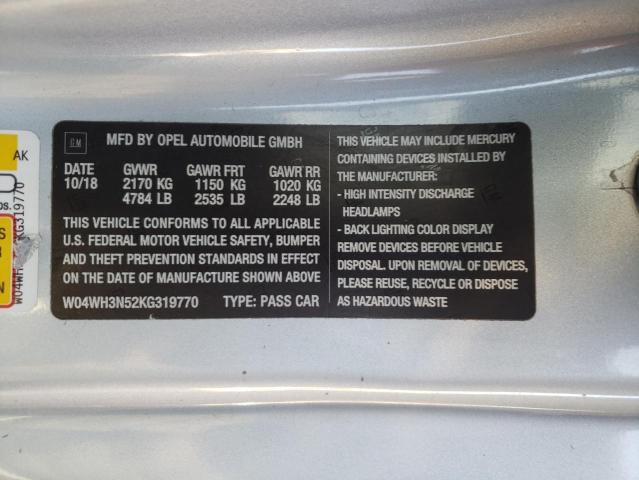 GM
MFD BY OPEL AUTOMOBILE GMBH
DATE GVWR GAWR FRT GAWR RR
10/18 2170 KG 1150 KG 1020 KG
4784 LB 2535 LB 2248 LB
THIS VEHICLE CONFORMS TO ALL APPLICABLE
U.S. FEDERAL MOTOR VEHICLE SAFETY, BUMPER
AND THEFT PREVENTION STANDARDS IN EFFECT
ON THE DATE OF MANUFACTURE SHOWN ABOVE
W04WH3N52KG319770 TYPE: PASS CAR
THIS VEHICLE MAY INCLUDE MERCURY
CONTAINING DEVICES INSTALLED BY
THE MANUFACTURER:
- HIGH INTENSITY DISCHARGE
HEADLAMPS
- BACK LIGHTING COLOR DISPLAY
REMOVE DEVICES BEFORE VEHICLE
DISPOSAL. UPON REMOVAL OF DEVICES,
PLEASE REUSE, RECYCLE OR DISPOSE
AS HAZARDOUS WASTE
AK